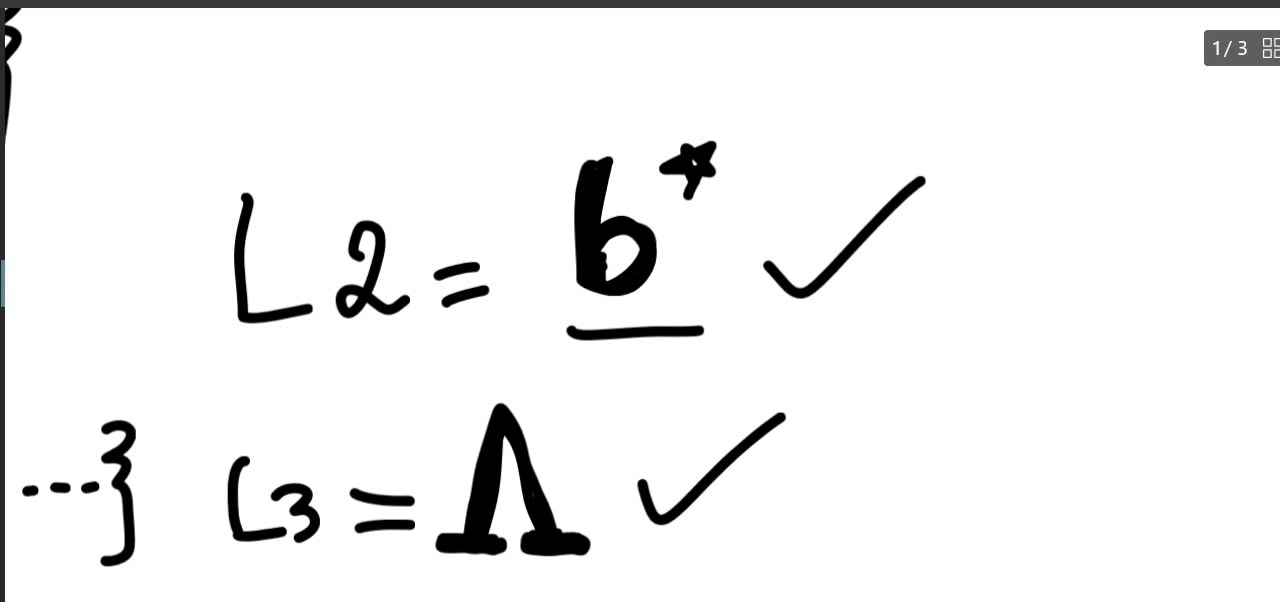 1/ 3
L2 = b*
---} L3 = Λ